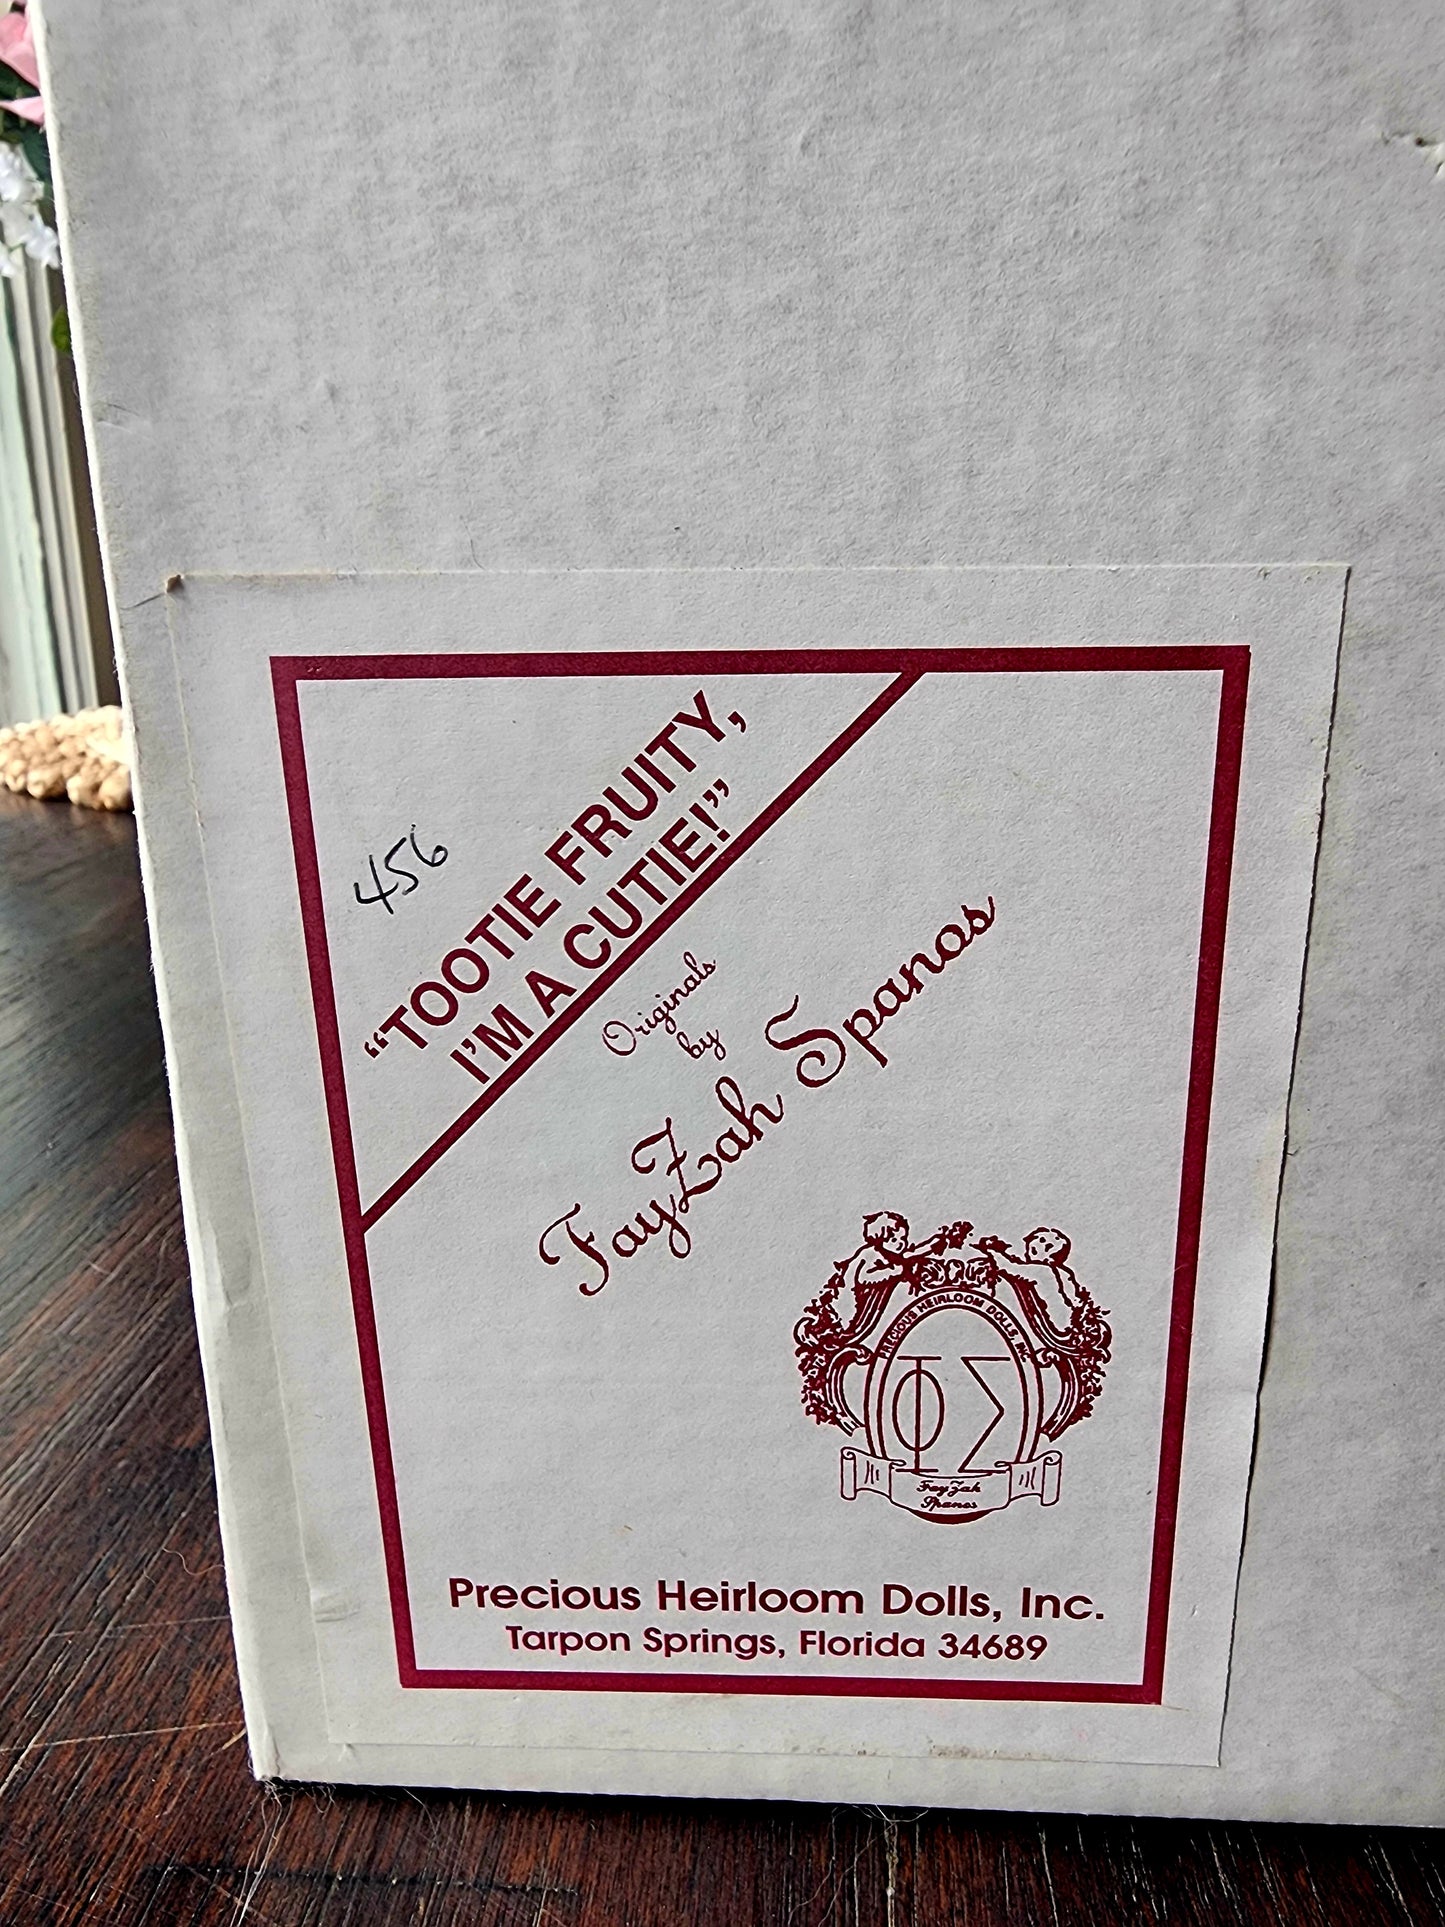 456
“TOOTIE FRUITY,
I’M A CUTIE!”
Originals
by
FayZah Spanos
PRECIOUS HEIRLOOM DOLLS, INC.
ΦΣ
FayZah
Spanos
Precious Heirloom Dolls, Inc.
Tarpon Springs, Florida 34689